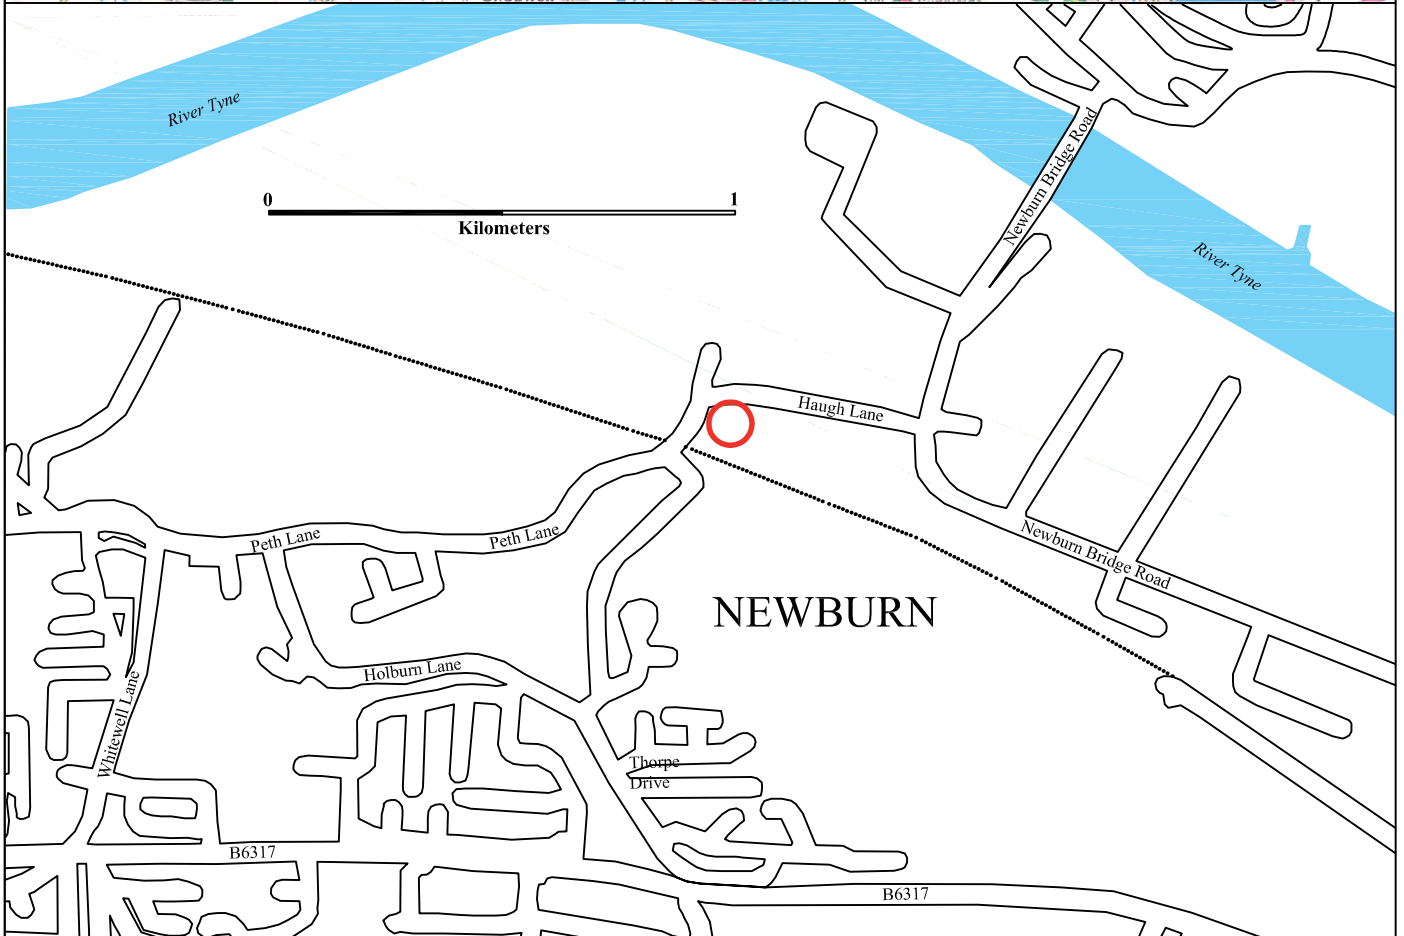 River Tyne
Newburn Bridge Road
0 1
Kilometers
River Tyne
Haugh Lane
Peth Lane
Peth Lane
Newburn Bridge Road
NEWBURN
Holburn Lane
Whitewell Lane
Thorpe
Drive
B6317
B6317